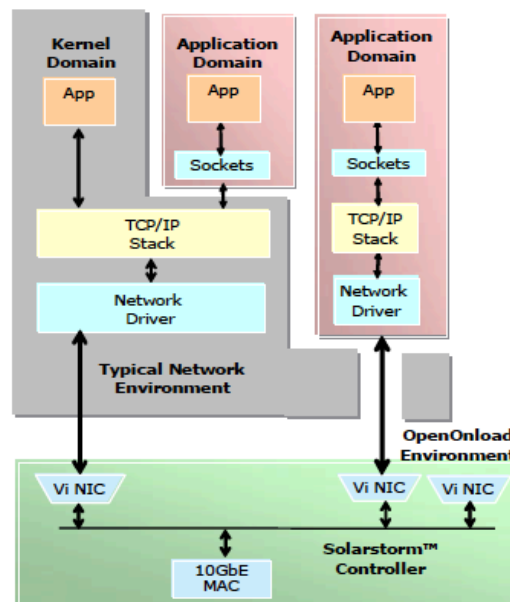 Kernel
Domain
App
Application
Domain
App
Sockets
Application
Domain
App
Sockets
TCP/IP
Stack
Network
Driver
TCP/IP
Stack
Network
Driver
Typical Network
Environment
OpenOnload
Environment
Vi NIC
Vi NIC
Vi NIC
10GbE
MAC
Solarstorm™
Controller